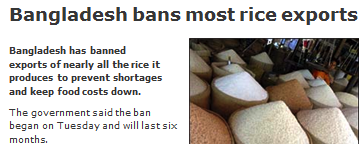 Bangladesh bans most rice exports
Bangladesh has banned
exports of nearly all the rice it
produces to prevent shortages
and keep food costs down.
The government said the ban
began on Tuesday and will last six
months.